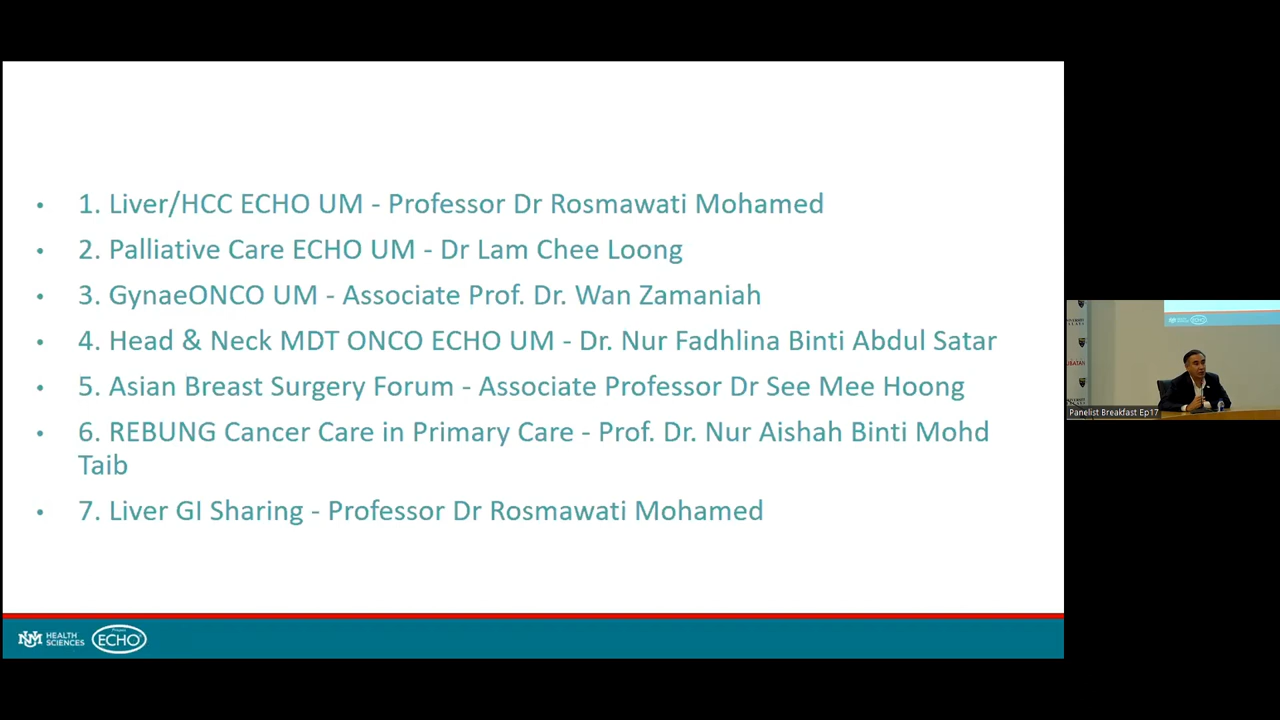 • 1. Liver/HCC ECHO UM - Professor Dr Rosmawati Mohamed
• 2. Palliative Care ECHO UM - Dr Lam Chee Loong
• 3. GynaeONCO UM - Associate Prof. Dr. Wan Zamaniah
• 4. Head & Neck MDT ONCO ECHO UM - Dr. Nur Fadhlina Binti Abdul Satar
• 5. Asian Breast Surgery Forum - Associate Professor Dr See Mee Hoong
• 6. REBUNG Cancer Care in Primary Care - Prof. Dr. Nur Aishah Binti Mohd
Taib
• 7. Liver GI Sharing - Professor Dr Rosmawati Mohamed
UNM HEALTH
SCIENCES
ECHO
Panelist Breakfast Ep17